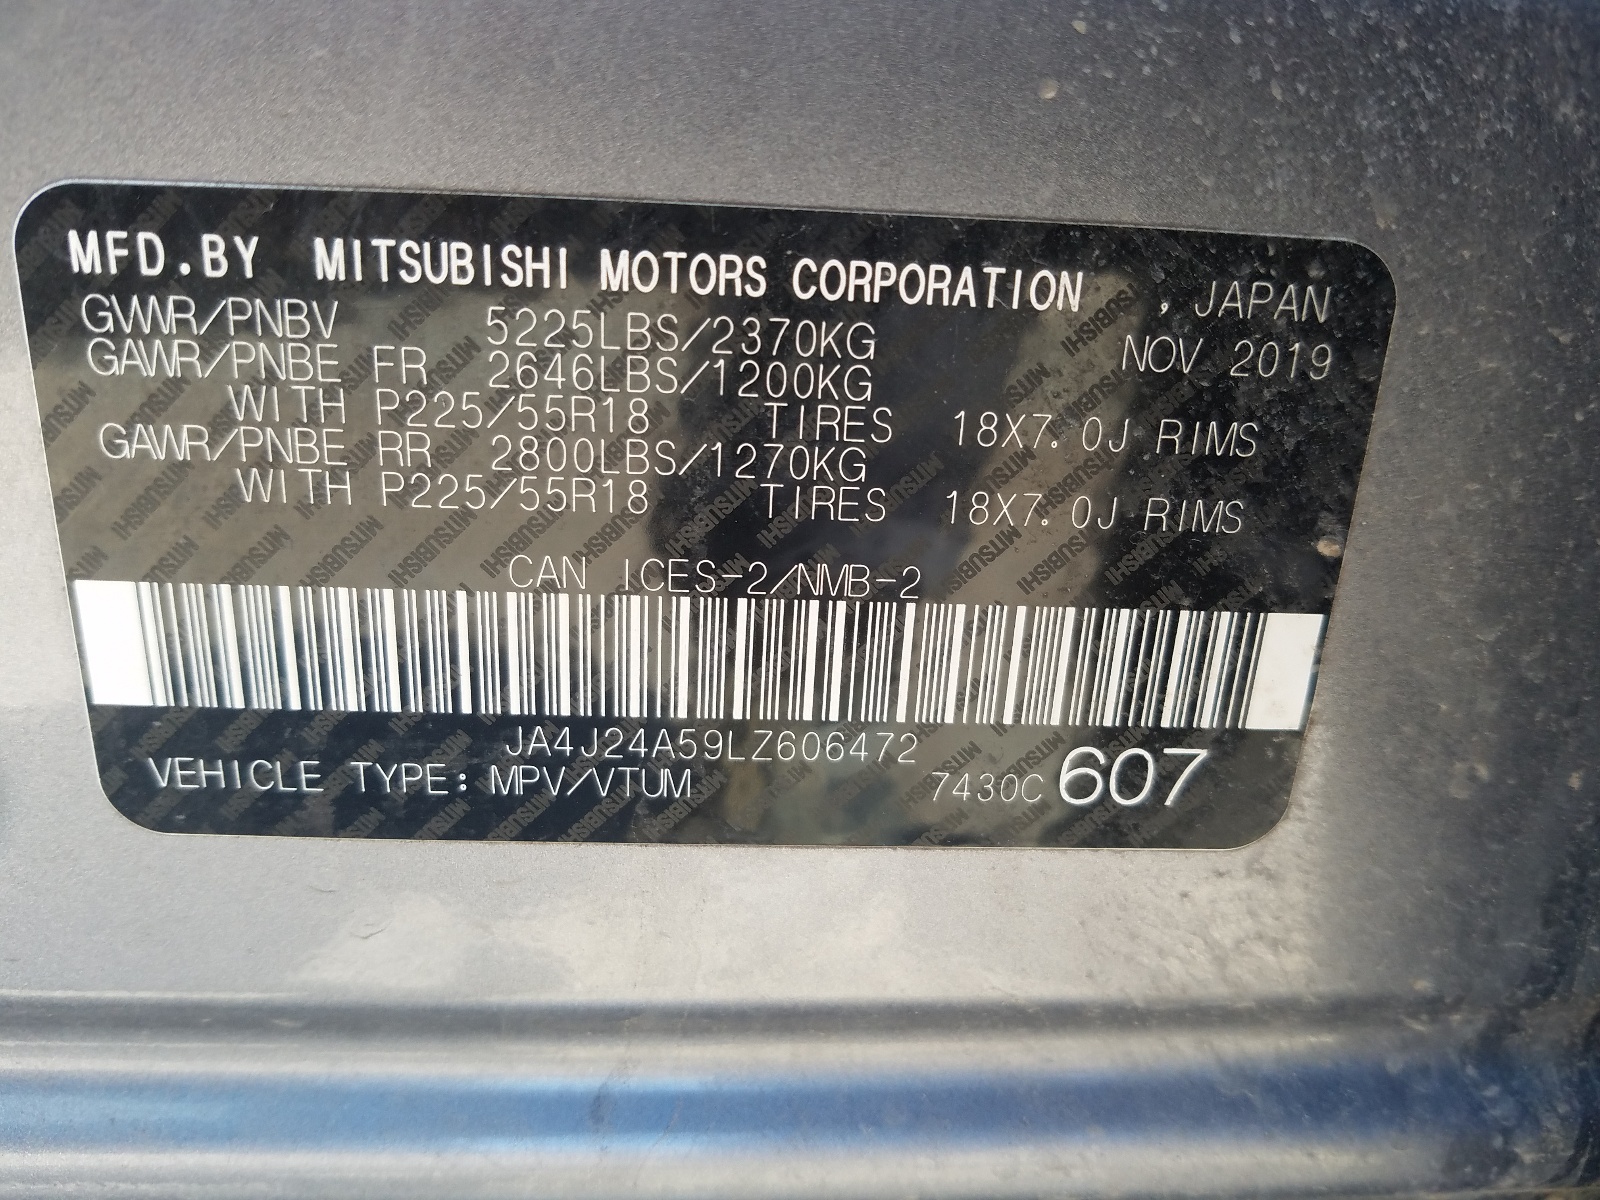 MFD.BY MITSUBISHI MOTORS CORPORATION , JAPAN
GVWR/PNBV 5225LBS/2370KG NOV 2019
GAWR/PNBE FR 2646LBS/1200KG
WITH P225/55R18 TIRES 18X7.0J RIMS
GAWR/PNBE RR 2800LBS/1270KG
WITH P225/55R18 TIRES 18X7.0J RIMS
CAN ICES-2/NMB-2
JA4J24A59LZ606472
VEHICLE TYPE: MPV/VTUM 7430C 607